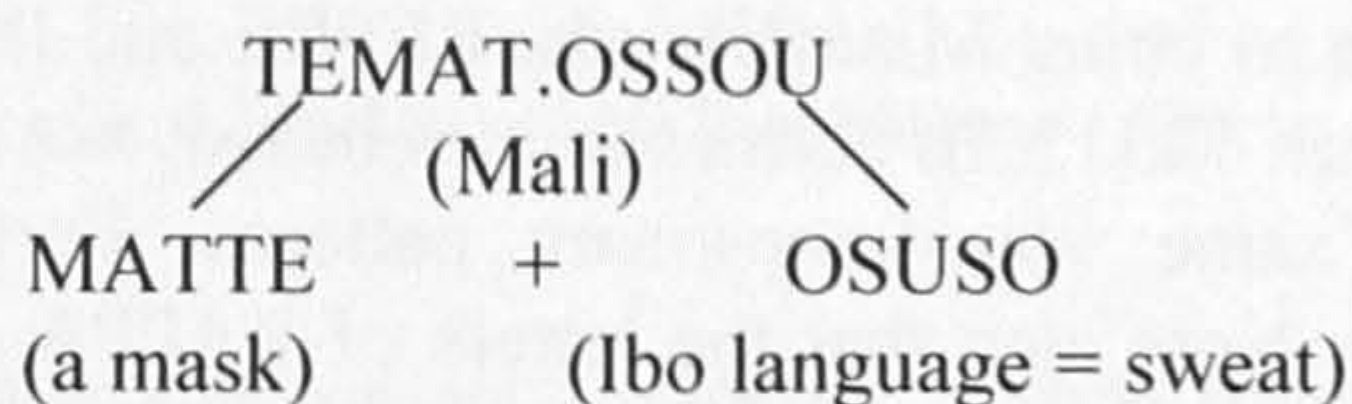 TEMAT.OSSOU
(Mali)
MATTE + OSUSO
(a mask) (Ibo language = sweat)